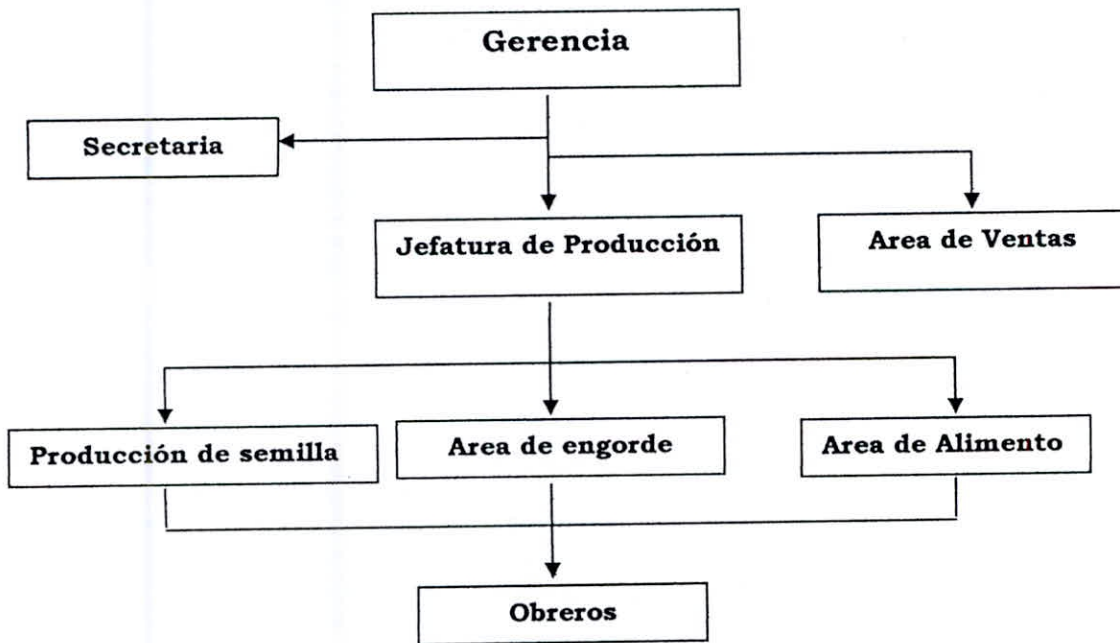 Gerencia
Secretaria
Jefatura de Producción
Area de Ventas
Producción de semilla
Area de engorde
Area de Alimento
Obreros